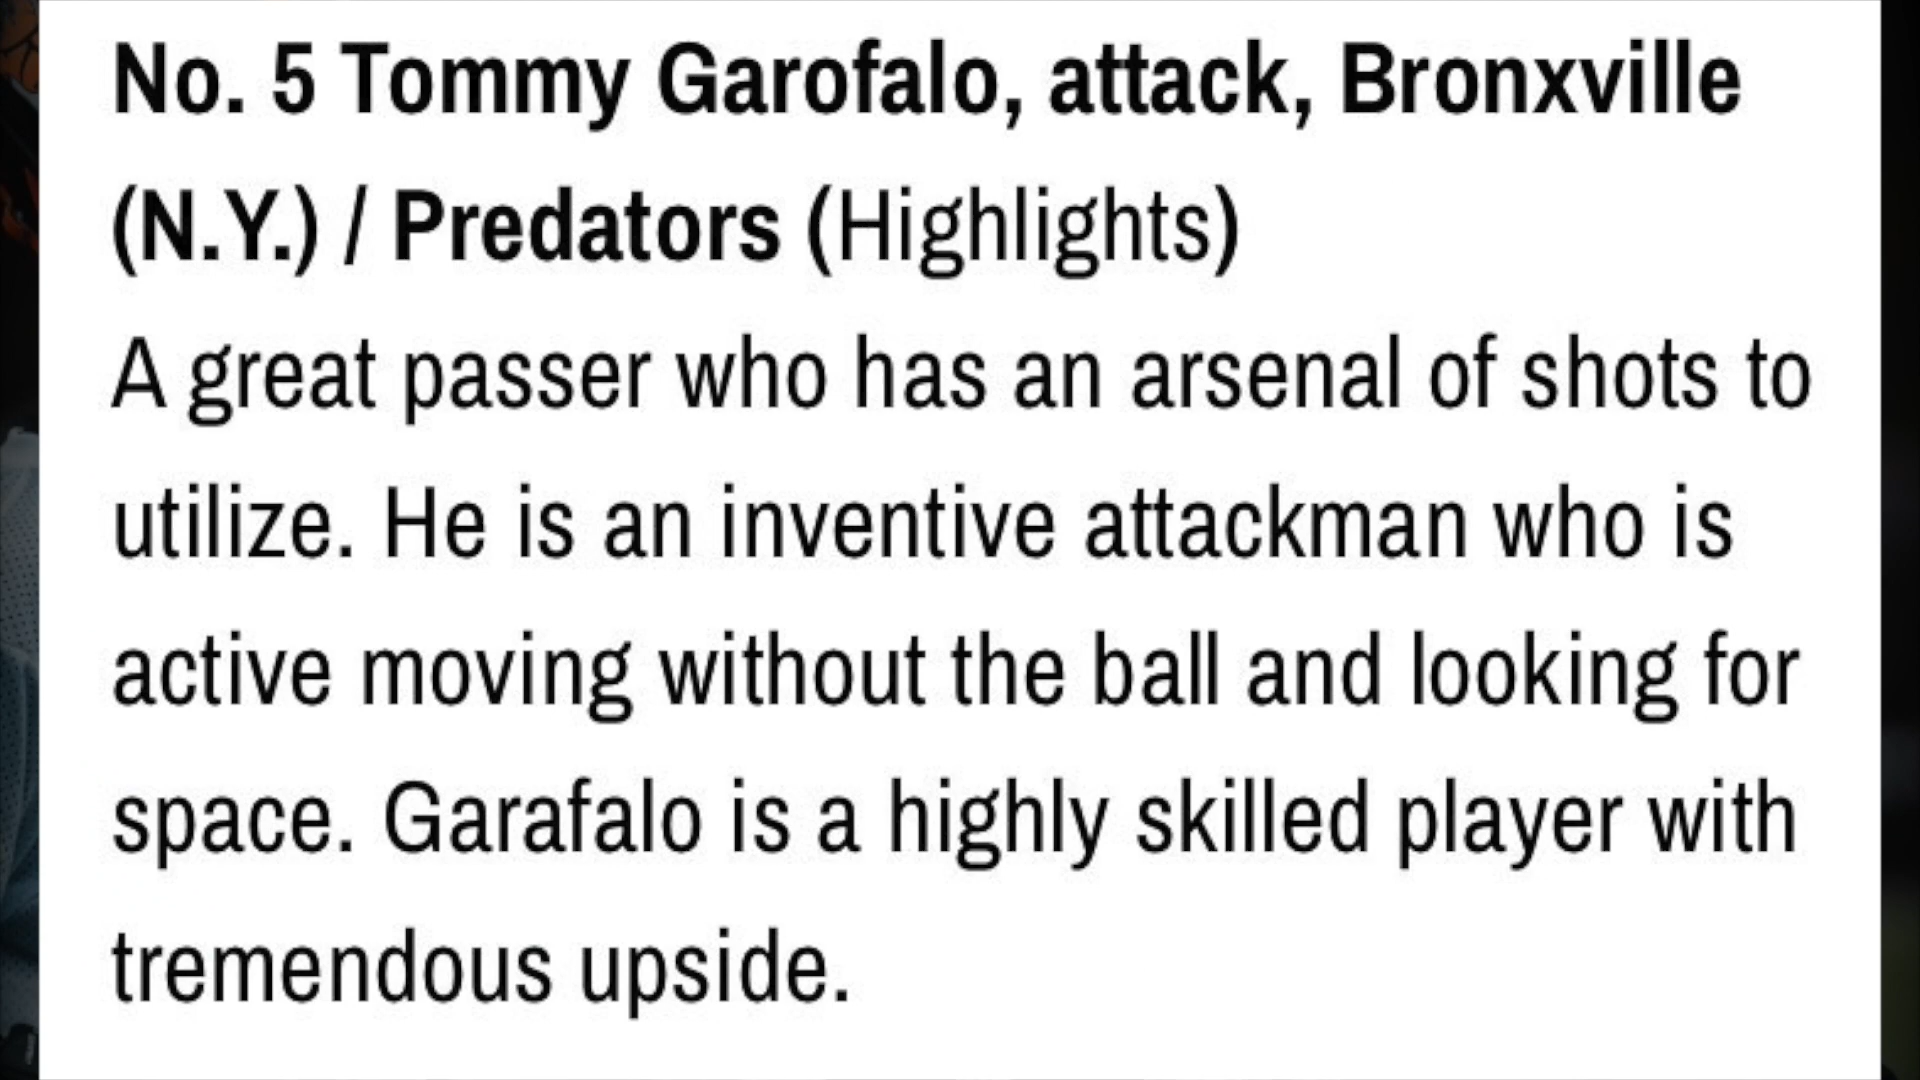 No. 5 Tommy Garofalo, attack, Bronxville
(N.Y.) / Predators (Highlights)
A great passer who has an arsenal of shots to
utilize. He is an inventive attackman who is
active moving without the ball and looking for
space. Garafalo is a highly skilled player with
tremendous upside.